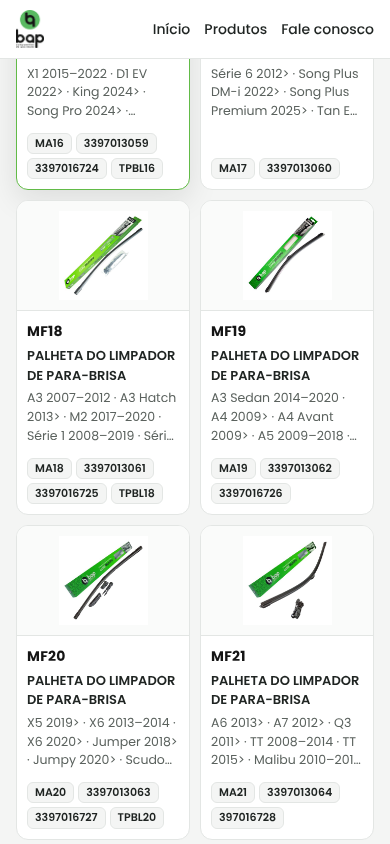 bap
Início Produtos Fale conosco
X1 2015–2022 · D1 EV
2022> · King 2024> ·
Song Pro 2024> ·…
MA16 3397013059
3397016724 TPBL16
Série 6 2012> · Song Plus
DM-i 2022> · Song Plus
Premium 2025> · Tan E…
MA17 3397013060
MF18
PALHETA DO LIMPADOR
DE PARA-BRISA
A3 2007–2012 · A3 Hatch
2013> · M2 2017–2020 ·
Série 1 2008–2019 · Séri…
MA18 3397013061
3397016725 TPBL18
MF19
PALHETA DO LIMPADOR
DE PARA-BRISA
A3 Sedan 2014–2020 ·
A4 2009> · A4 Avant
2009> · A5 2009–2018 ·…
MA19 3397013062
3397016726
MF20
PALHETA DO LIMPADOR
DE PARA-BRISA
X5 2019> · X6 2013–2014 ·
X6 2020> · Jumper 2018>
· Jumpy 2020> · Scudo…
MA20 3397013063
3397016727 TPBL20
MF21
PALHETA DO LIMPADOR
DE PARA-BRISA
A6 2013> · A7 2012> · Q3
2011> · TT 2008–2014 · TT
2015> · Malibu 2010–201…
MA21 3397013064
397016728